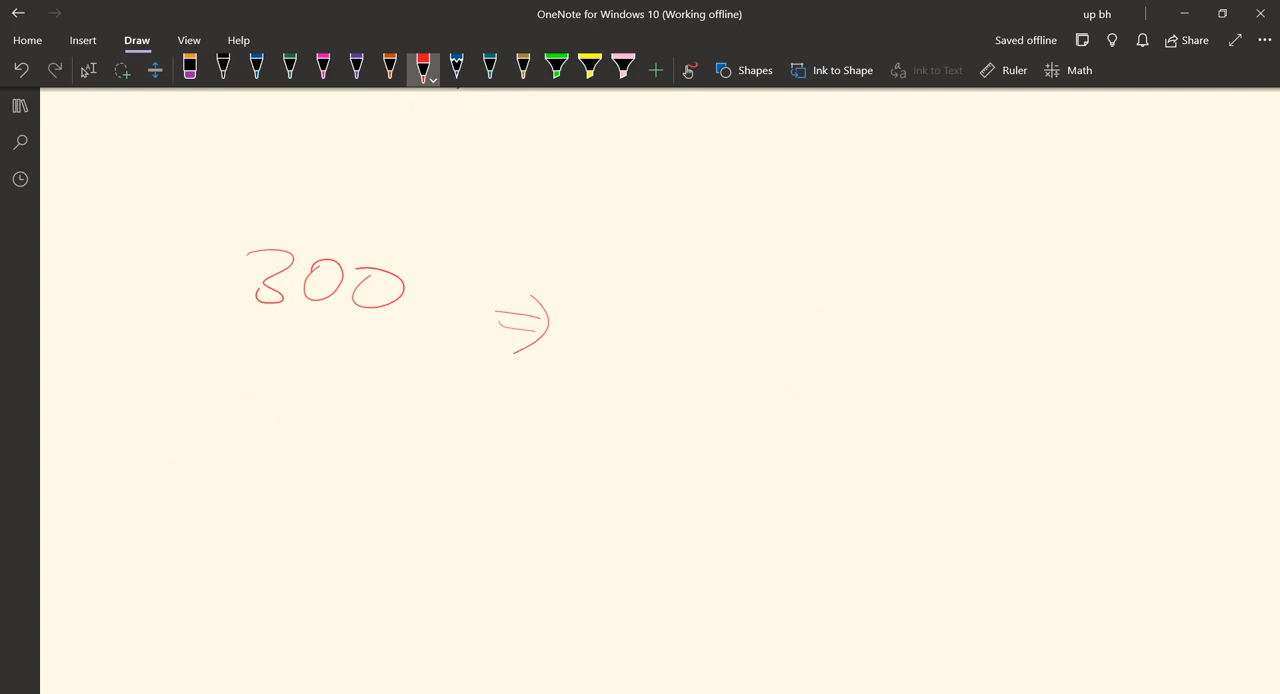 OneNote for Windows 10 (Working offline)
up bh
Home Insert Draw View Help
Saved offline
Share
Shapes Ink to Shape Ink to Text Ruler Math
300 ⇒